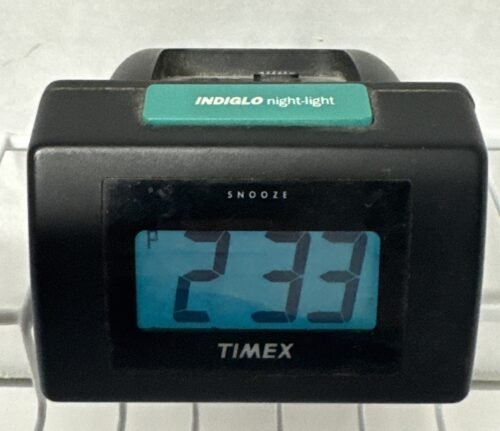 INDIGLO night-light
SNOOZE
P 2 33
TIMEX